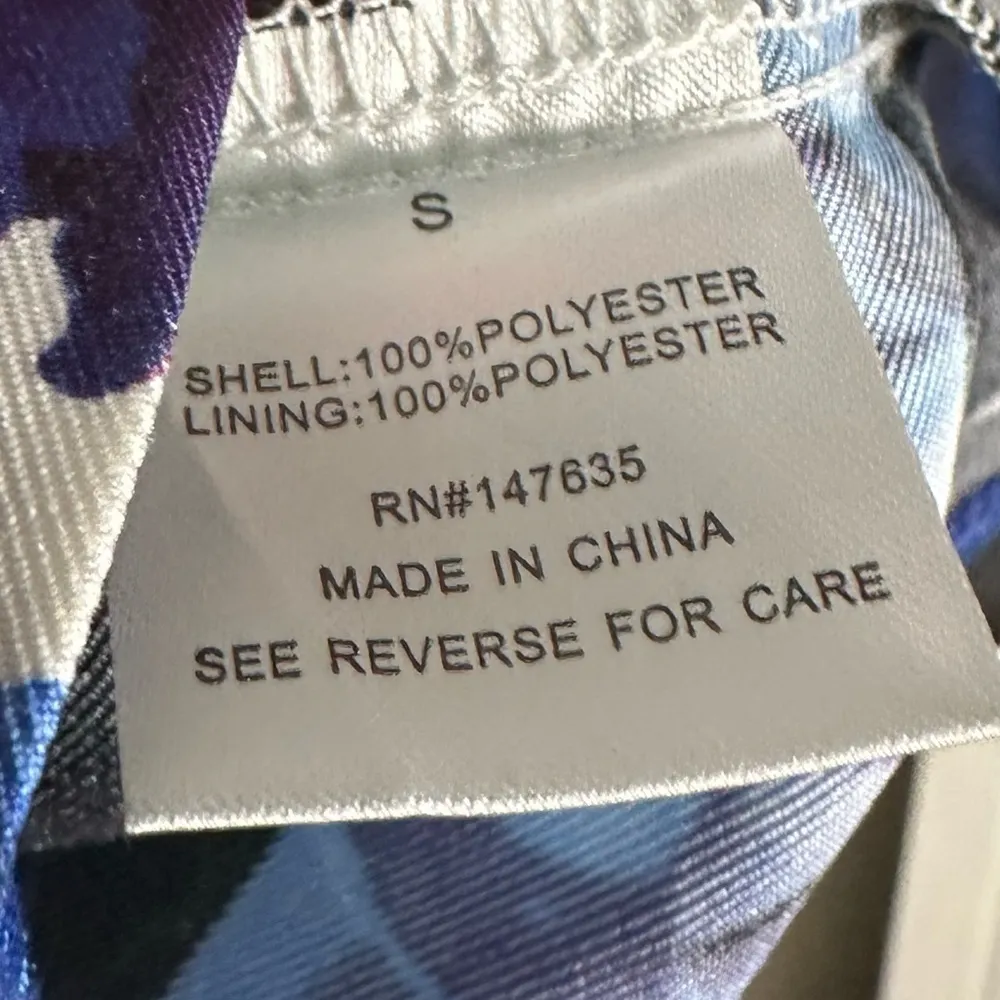 S
SHELL:100%POLYESTER
LINING:100%POLYESTER
RN#147635
MADE IN CHINA
SEE REVERSE FOR CARE